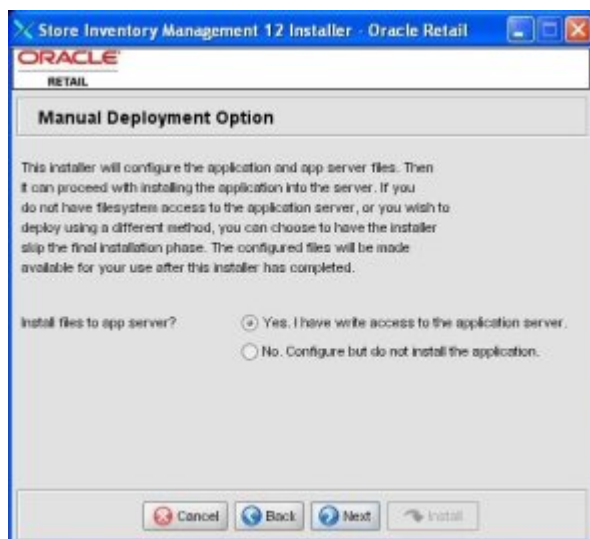 Store Inventory Management 12 Installer - Oracle Retail
ORACLE
RETAIL
Manual Deployment Option
This installer will configure the application and app server files. Then
it can proceed with installing the application into the server. If you
do not have filesystem access to the application server, or you wish to
deploy using a different method, you can choose to have the installer
skip the final installation phase. The configured files will be made
available for your use after this installer has completed.
Install files to app server?
Yes. I have write access to the application server.
No. Configure but do not install the application.
Cancel
Back
Next
Install